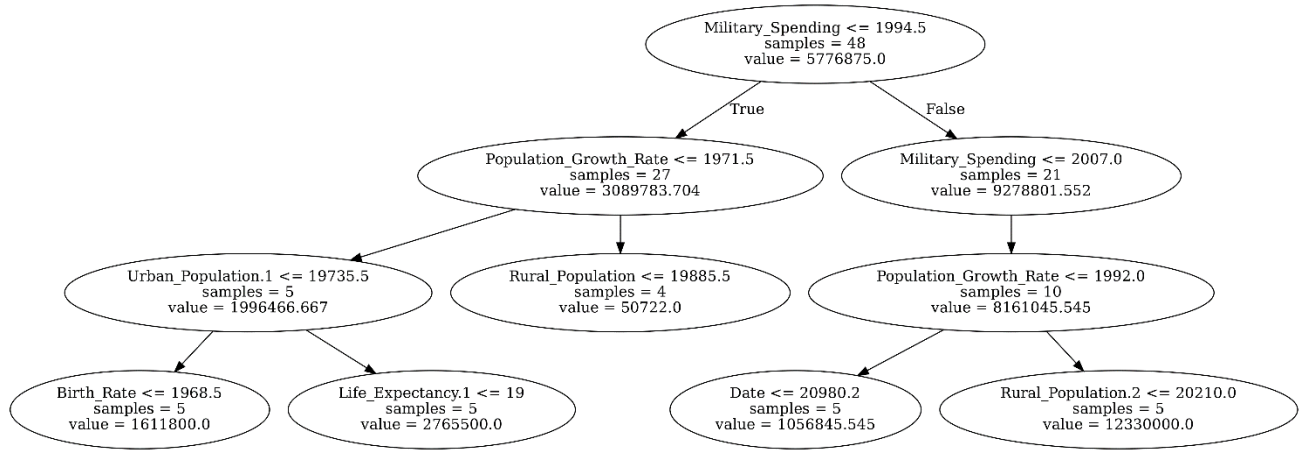 Military_Spending <= 1994.5
samples = 48
value = 5776875.0
True
False
Population_Growth_Rate <= 1971.5
samples = 27
value = 3089783.704
Military_Spending <= 2007.0
samples = 21
value = 9278801.552
Urban_Population.1 <= 19735.5
samples = 5
value = 1996466.667
Rural_Population <= 19885.5
samples = 4
value = 50722.0
Population_Growth_Rate <= 1992.0
samples = 10
value = 8161045.545
Birth_Rate <= 1968.5
samples = 5
value = 1611800.0
Life_Expectancy.1 <= 19
samples = 5
value = 2765500.0
Date <= 20980.2
samples = 5
value = 1056845.545
Rural_Population.2 <= 20210.0
samples = 5
value = 12330000.0